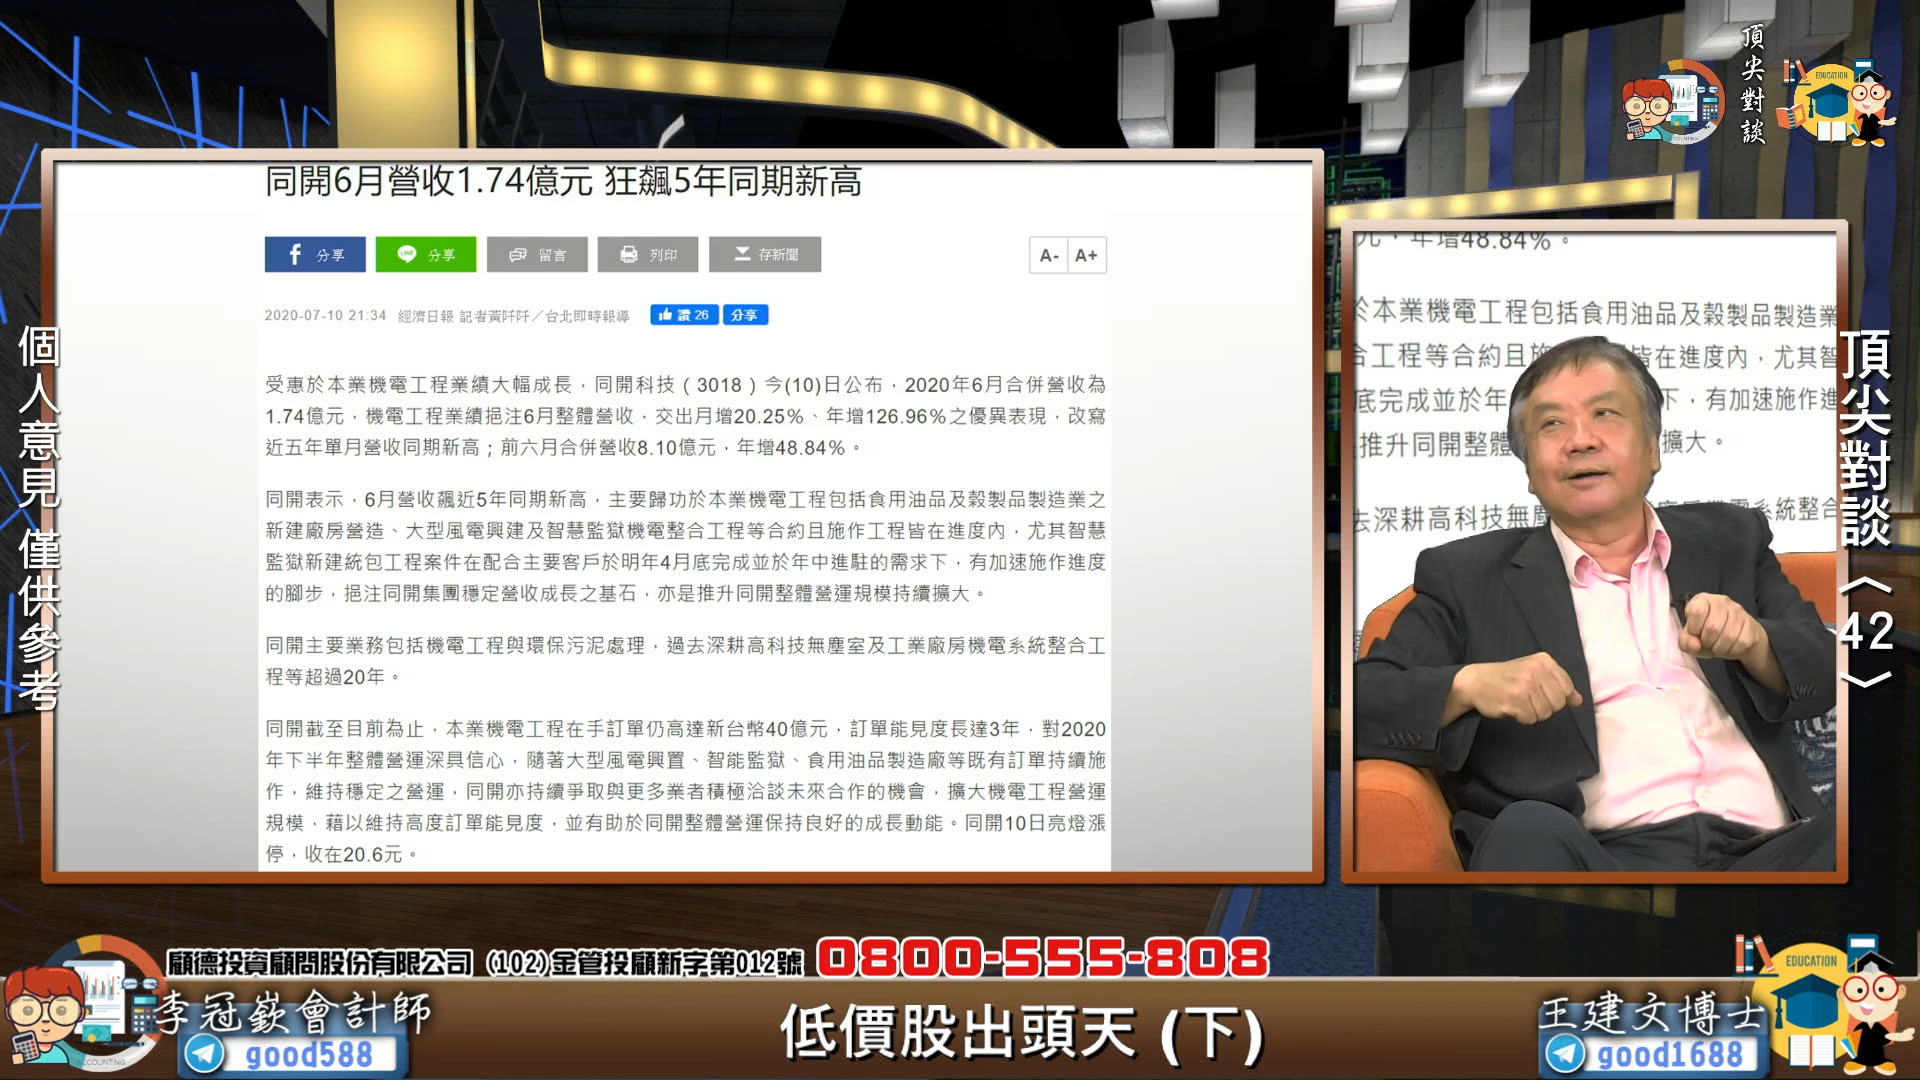 頂尖對談
EDUCATION
同開6月營收1.74億元 狂飆5年同期新高
分享
分享
留言
列印
存新聞
A-
A+
2020-07-10 21:34 經濟日報 記者黃阡阡／台北即時報導
讚 26
分享
受惠於本業機電工程業績大幅成長，同開科技（3018）今(10)日公布，2020年6月合併營收為
1.74億元，機電工程業績挹注6月整體營收，交出月增20.25%、年增126.96%之優異表現，改寫
近五年單月營收同期新高；前六月合併營收8.10億元，年增48.84%。
同開表示，6月營收飆近5年同期新高，主要歸功於本業機電工程包括食用油品及穀製品製造業之
新建廠房營造、大型風電興建及智慧監獄機電整合工程等合約且施作工程皆在進度內，尤其智慧
監獄新建統包工程案件在配合主要客戶於明年4月底完成並於年中進駐的需求下，有加速施作進度
的腳步，挹注同開集團穩定營收成長之基石，亦是推升同開整體營運規模持續擴大。
同開主要業務包括機電工程與環保污泥處理，過去深耕高科技無塵室及工業廠房機電系統整合工
程等超過20年。
同開截至目前為止，本業機電工程在手訂單仍高達新台幣40億元，訂單能見度長達3年，對2020
年下半年整體營運深具信心，隨著大型風電興置、智能監獄、食用油品製造廠等既有訂單持續施
作，維持穩定之營運，同開亦持續爭取與更多業者積極洽談未來合作的機會，擴大機電工程營運
規模，藉以維持高度訂單能見度，並有助於同開整體營運保持良好的成長動能。同開10日亮燈漲
停，收在20.6元。
元，年增48.84%。
於本業機電工程包括食用油品及穀製品製造業
合工程等合約且施 皆在進度內，尤其智
底完成並於年 下，有加速施作進
推升同開整體 擴大。
去深耕高科技無 系統整合
個人意見 僅供參考
頂尖對談〈42〉
顧德投資顧問股份有限公司 (102)金管投顧新字第012號 0800-555-808
李冠嶔會計師
good588
ACCOUNTING
低價股出頭天 (下)
王建文博士
good1688
EDUCATION